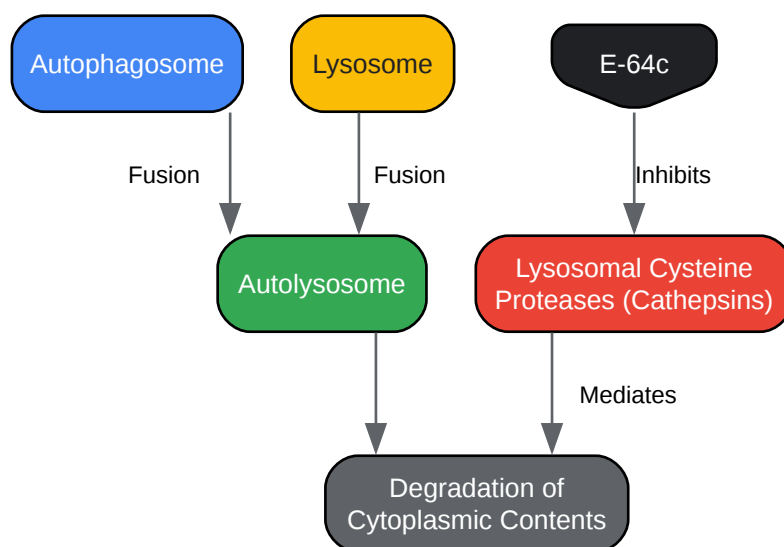 Autophagosome
Lysosome
E-64c
Fusion
Fusion
Inhibits
Autolysosome
Lysosomal Cysteine
Proteases (Cathepsins)
Mediates
Degradation of
Cytoplasmic Contents